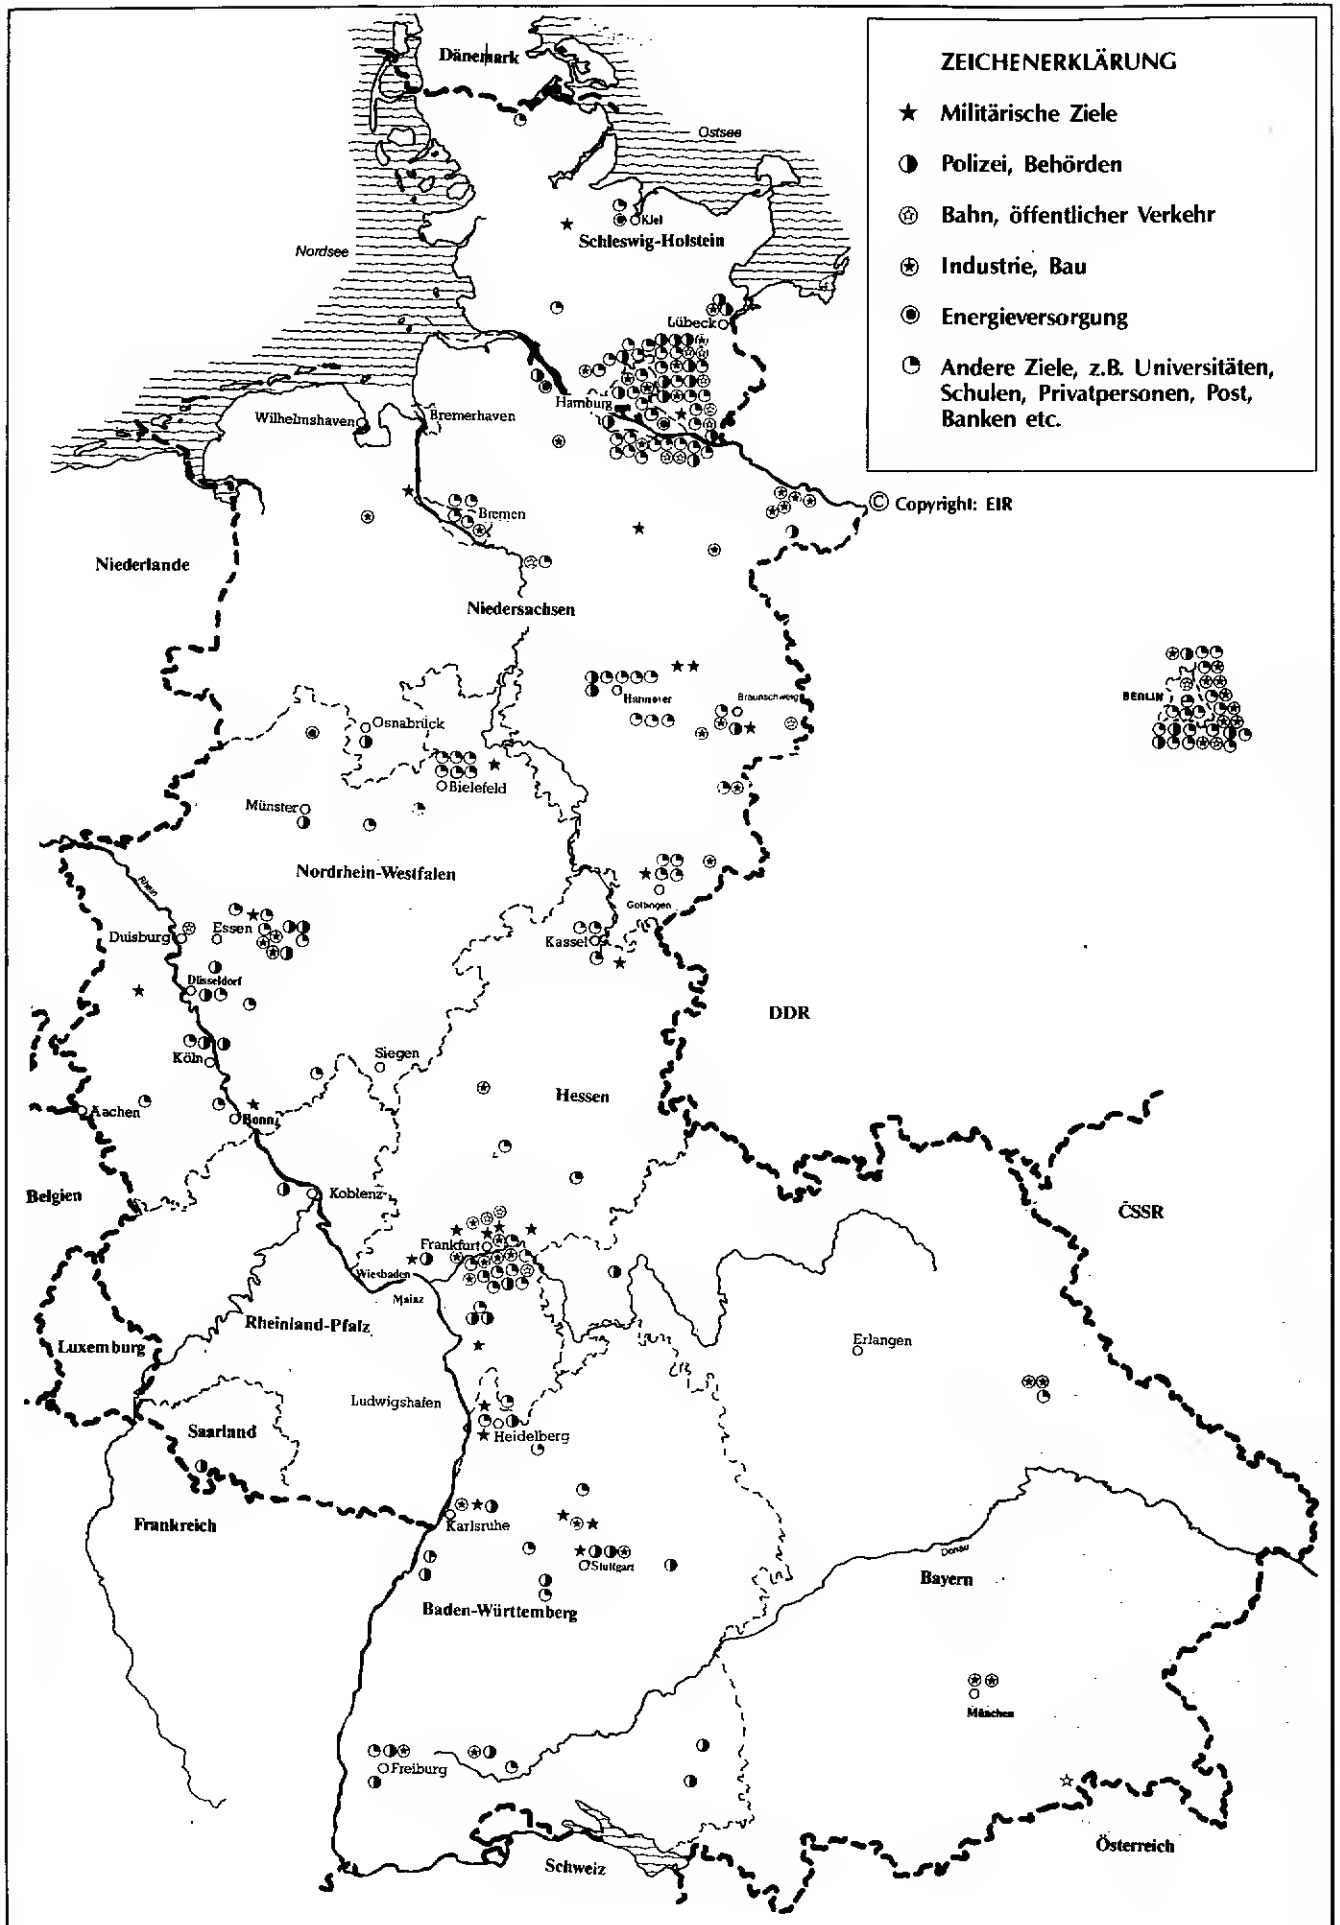 Dänemark
ZEICHENERKLÄRUNG
Militärische Ziele
Polizei, Behörden
Bahn, öffentlicher Verkehr
Industrie, Bau
Energieversorgung
Andere Ziele, z.B. Universitäten,
Schulen, Privatpersonen, Post,
Banken etc.
Ostsee
Kiel
Schleswig-Holstein
Nordsee
Lübeck
Hamburg
Wilhelmshaven
Bremerhaven
© Copyright: EIR
Bremen
Niederlande
Niedersachsen
Hannover
Braunschweig
BERLIN
Osnabrück
Bielefeld
Münster
Nordrhein-Westfalen
Rhein
Göttingen
Duisburg
Essen
Kassel
Düsseldorf
DDR
Köln
Siegen
Hessen
Aachen
Bonn
Belgien
Koblenz
ČSSR
Frankfurt
Wiesbaden
Mainz
Rheinland-Pfalz
Luxemburg
Erlangen
Ludwigshafen
Saarland
Heidelberg
Frankreich
Karlsruhe
Donau
Stuttgart
Bayern
Baden-Württemberg
München
Freiburg
Österreich
Schweiz